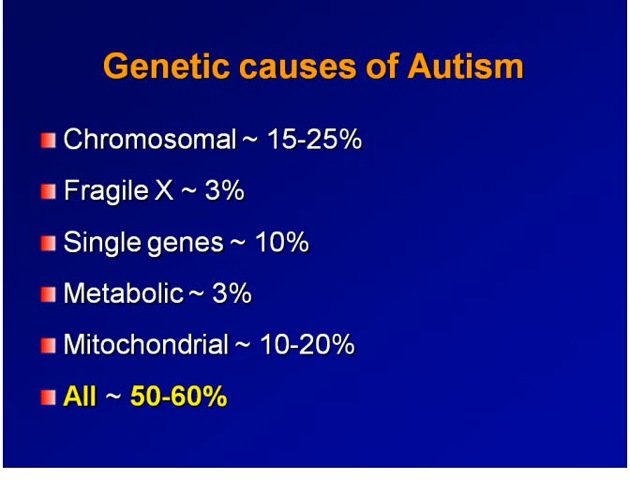 Genetic causes of Autism
Chromosomal ~ 15-25%
Fragile X ~ 3%
Single genes ~ 10%
Metabolic ~ 3%
Mitochondrial ~ 10-20%
All ~ 50-60%